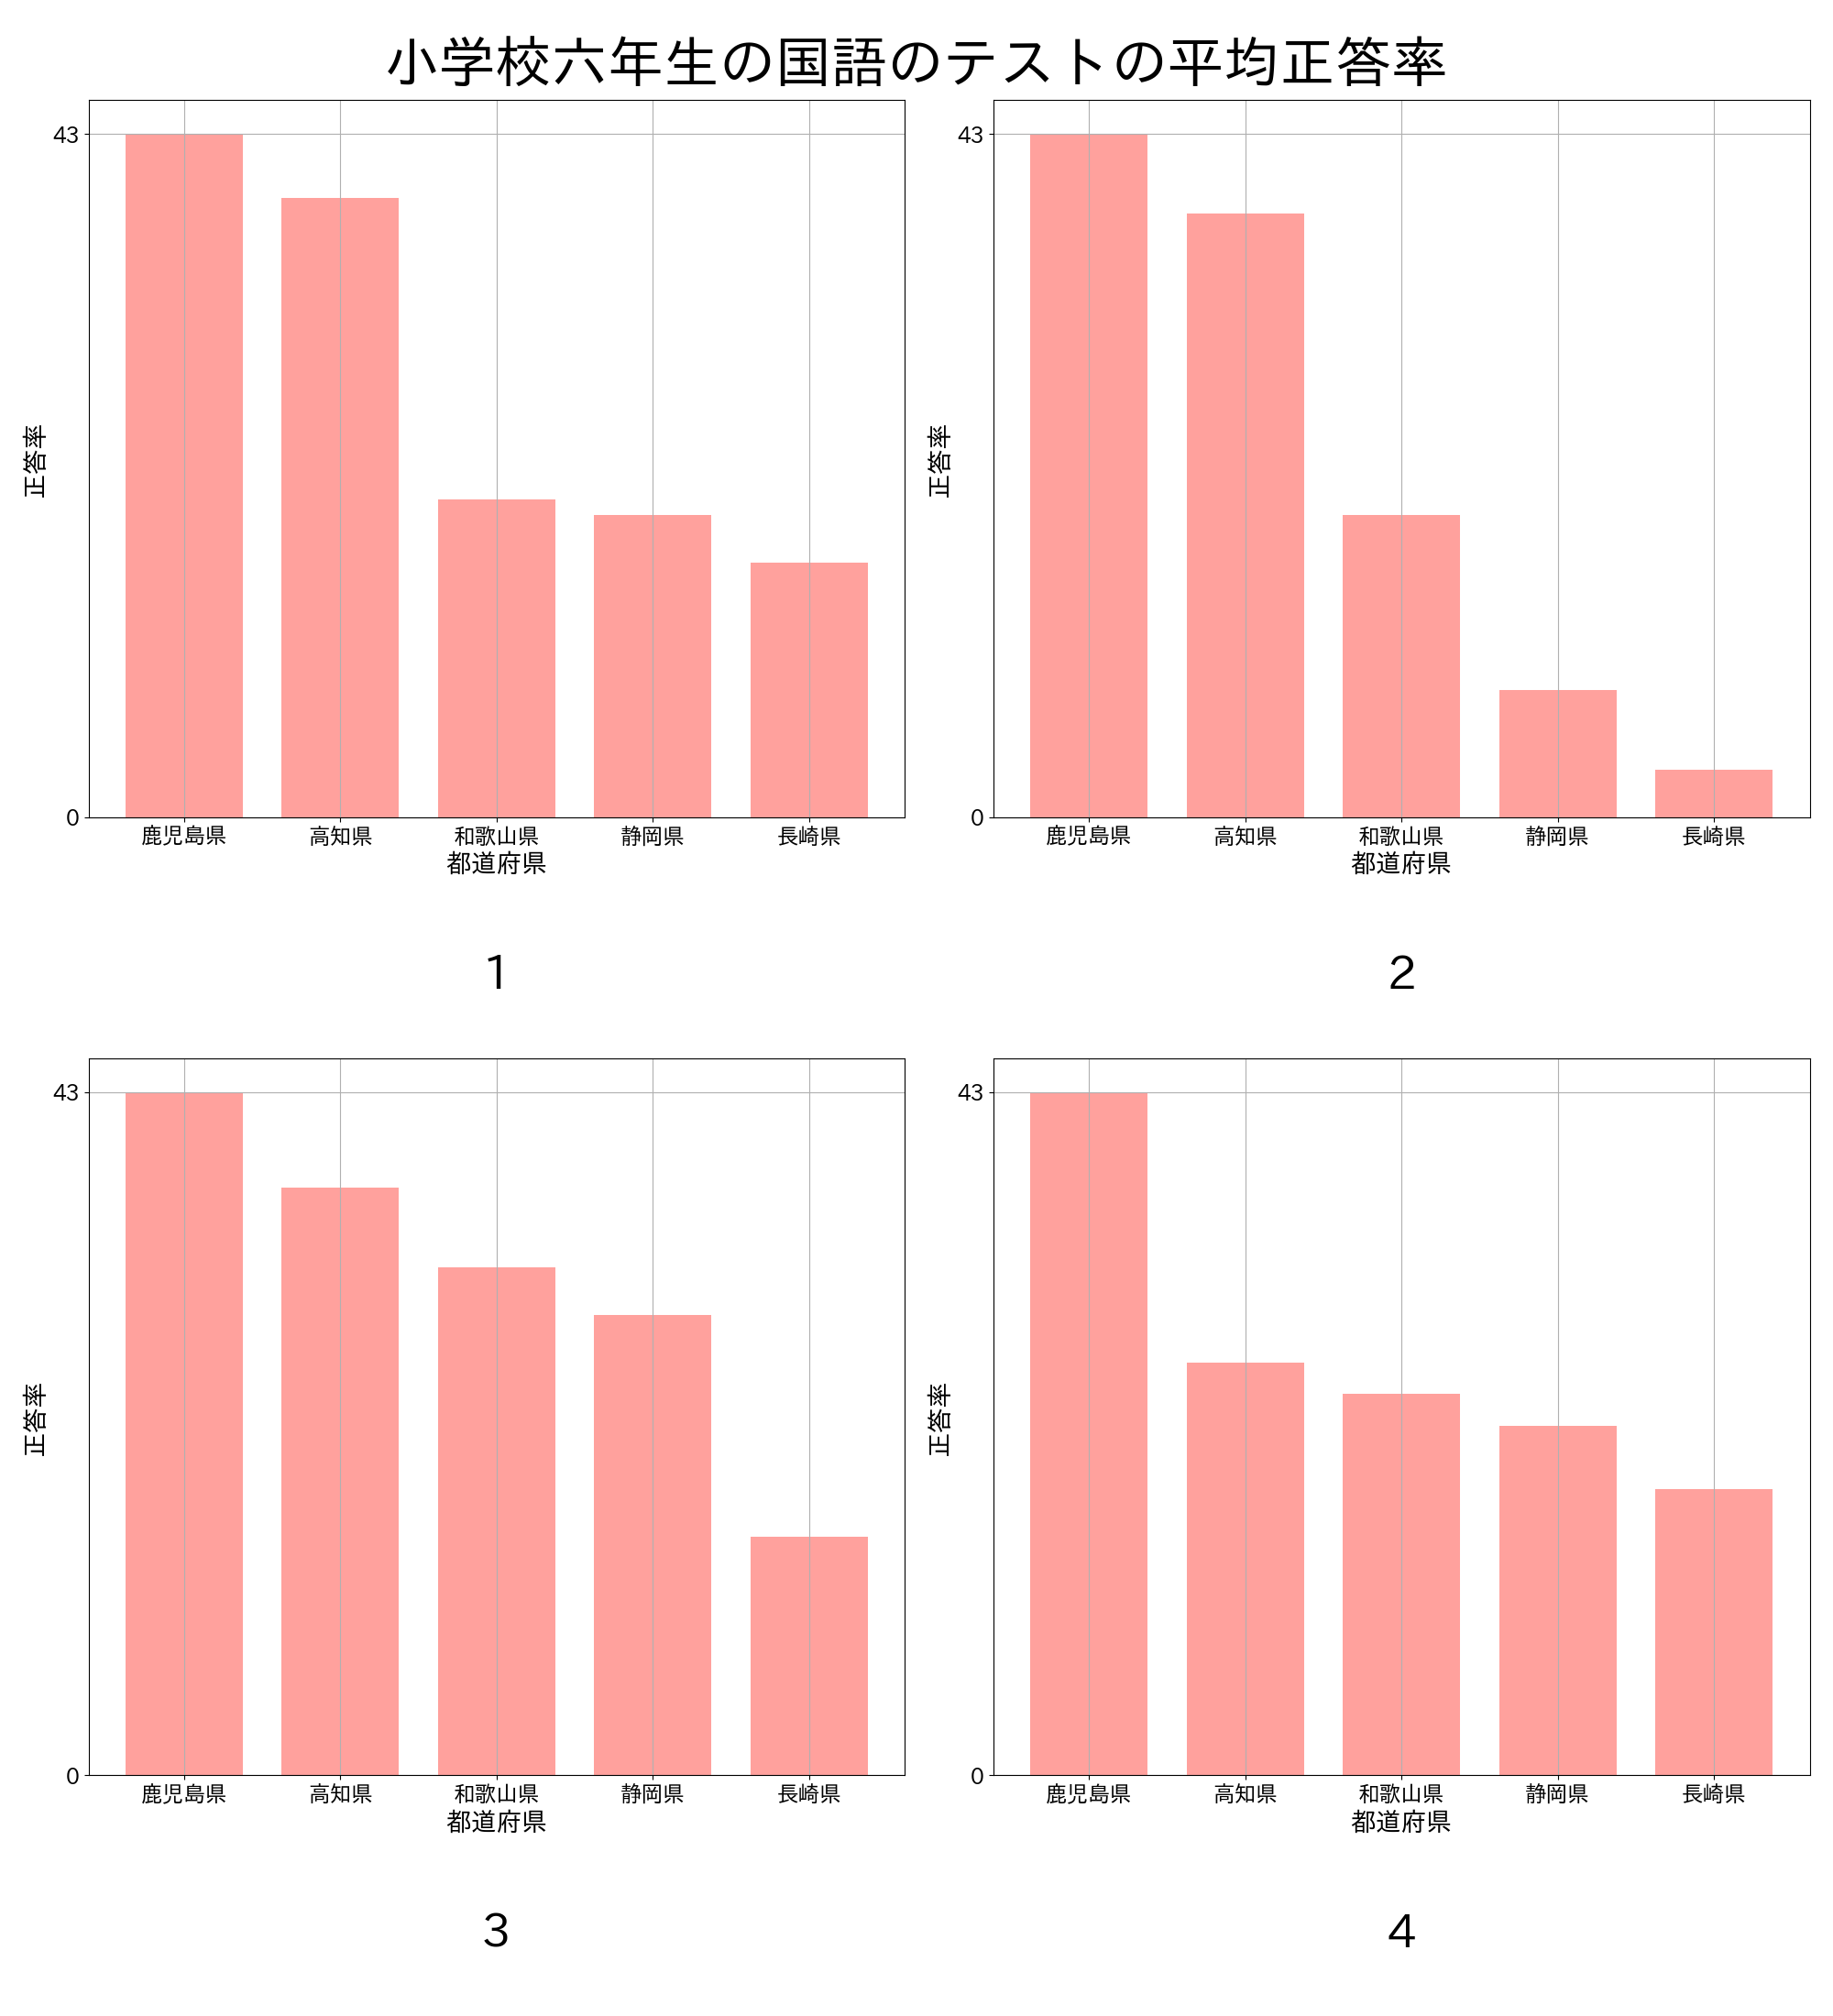 小学校六年生の国語のテストの平均正答率
43
正答率
0
鹿児島県 高知県 和歌山県 静岡県 長崎県
都道府県
1
43
正答率
0
鹿児島県 高知県 和歌山県 静岡県 長崎県
都道府県
2
43
正答率
0
鹿児島県 高知県 和歌山県 静岡県 長崎県
都道府県
3
43
正答率
0
鹿児島県 高知県 和歌山県 静岡県 長崎県
都道府県
4